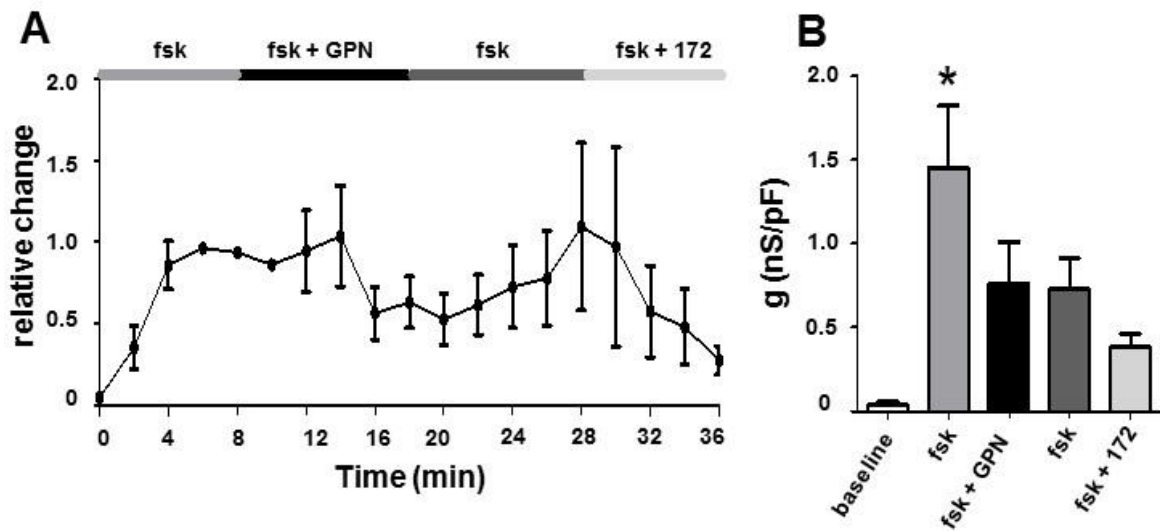 A
fsk fsk + GPN fsk fsk + 172
relative change
2.0
1.5
1.0
0.5
0
0 4 8 12 16 20 24 28 32 36
Time (min)
B
g (nS/pF)
2.0
1.5
1.0
0.5
0
*
baseline
fsk
fsk + GPN
fsk
fsk + 172